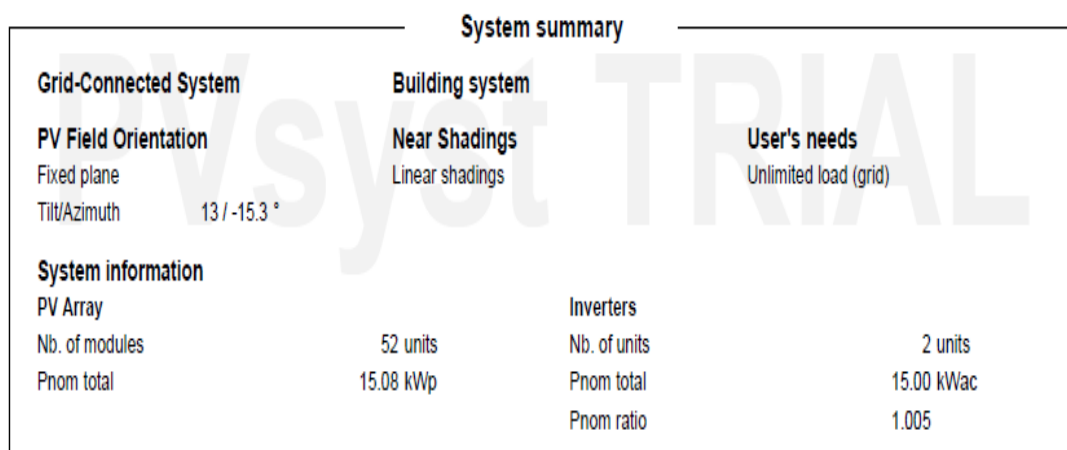 System summary
Grid-Connected System Building system
PV Field Orientation Near Shadings User's needs
Fixed plane Linear shadings Unlimited load (grid)
Tilt/Azimuth 13 / -15.3 °
System information
PV Array Inverters
Nb. of modules 52 units Nb. of units 2 units
Pnom total 15.08 kWp Pnom total 15.00 kWac
Pnom ratio 1.005
PVsyst TRIAL